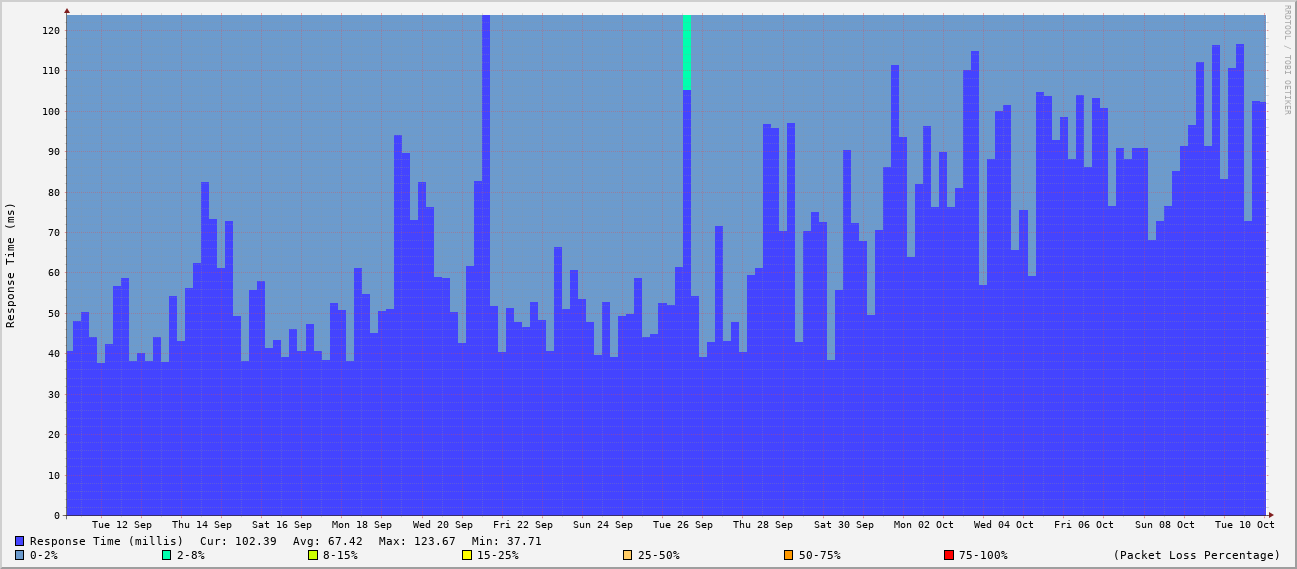 RRDTOOL / TOBI OETIKER
Response Time (ms)
120
110
100
90
80
70
60
50
40
30
20
10
0
Tue 12 Sep Thu 14 Sep Sat 16 Sep Mon 18 Sep Wed 20 Sep Fri 22 Sep Sun 24 Sep Tue 26 Sep Thu 28 Sep Sat 30 Sep Mon 02 Oct Wed 04 Oct Fri 06 Oct Sun 08 Oct Tue 10 Oct
Response Time (millis) Cur: 102.39 Avg: 67.42 Max: 123.67 Min: 37.71
0-2% 2-8% 8-15% 15-25% 25-50% 50-75% 75-100% (Packet Loss Percentage)